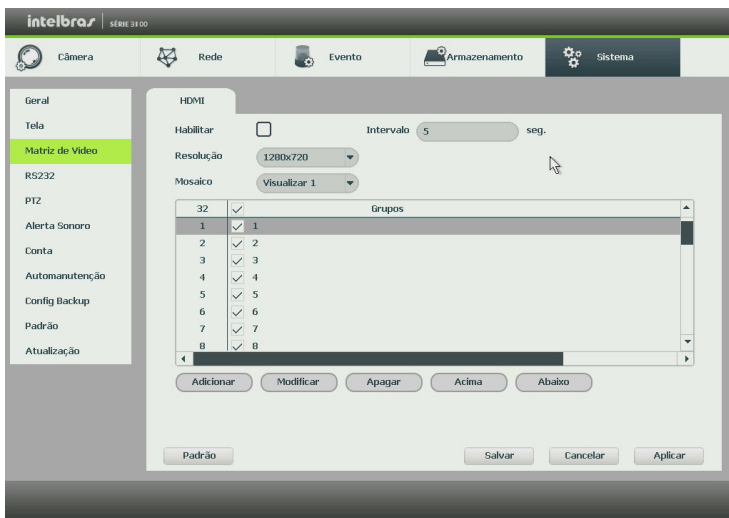 intelbras SÉRIE 3100
Câmera Rede Evento Armazenamento Sistema
Geral
Tela
Matriz de Video
RS232
PTZ
Alerta Sonoro
Conta
Automanutenção
Config Backup
Padrão
Atualização
HDMI
Habilitar Intervalo 5 seg.
Resolução 1280x720
Mosaico Visualizar 1
32 Grupos
1 1
2 2
3 3
4 4
5 5
6 6
7 7
8 8
Adicionar Modificar Apagar Acima Abaixo
Padrão Salvar Cancelar Aplicar